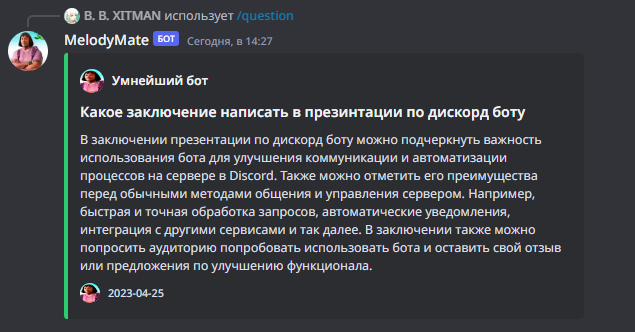 B. B. XITMAN использует /question
MelodyMate БОТ Сегодня, в 14:27
Умнейший бот
Какое заключение написать в презинтации по дискорд боту
В заключении презентации по дискорд боту можно подчеркнуть важность
использования бота для улучшения коммуникации и автоматизации
процессов на сервере в Discord. Также можно отметить его преимущества
перед обычными методами общения и управления сервером. Например,
быстрая и точная обработка запросов, автоматические уведомления,
интеграция с другими сервисами и так далее. В заключении также можно
попросить аудиторию попробовать использовать бота и оставить свой отзыв
или предложения по улучшению функционала.
2023-04-25